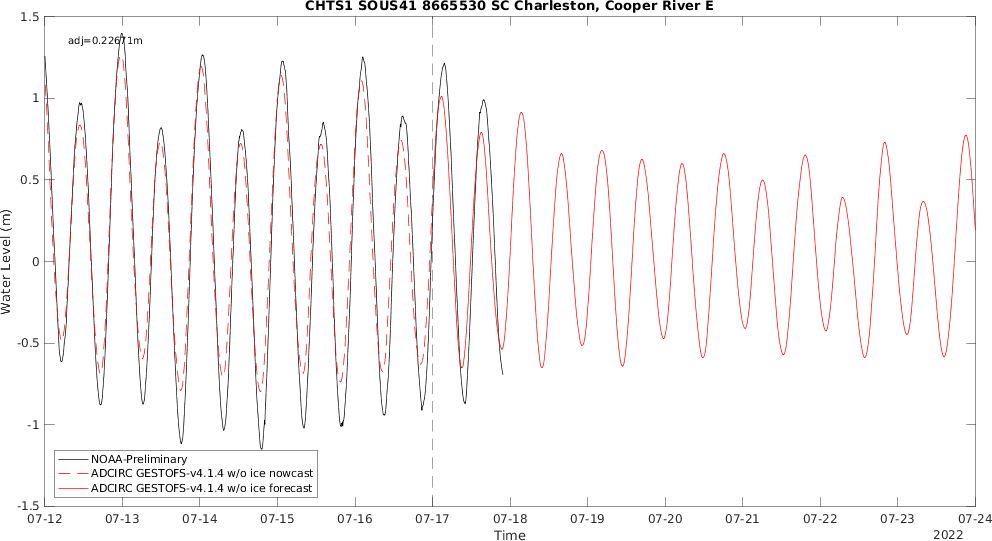 CHTS1 SOUS41 8665530 SC Charleston, Cooper River E
adj=0.22671m
1.5
1
0.5
0
-0.5
-1
-1.5
Water Level (m)
NOAA-Preliminary
ADCIRC GESTOFS-v4.1.4 w/o ice nowcast
ADCIRC GESTOFS-v4.1.4 w/o ice forecast
07-12 07-13 07-14 07-15 07-16 07-17 07-18 07-19 07-20 07-21 07-22 07-23 07-24
Time
2022